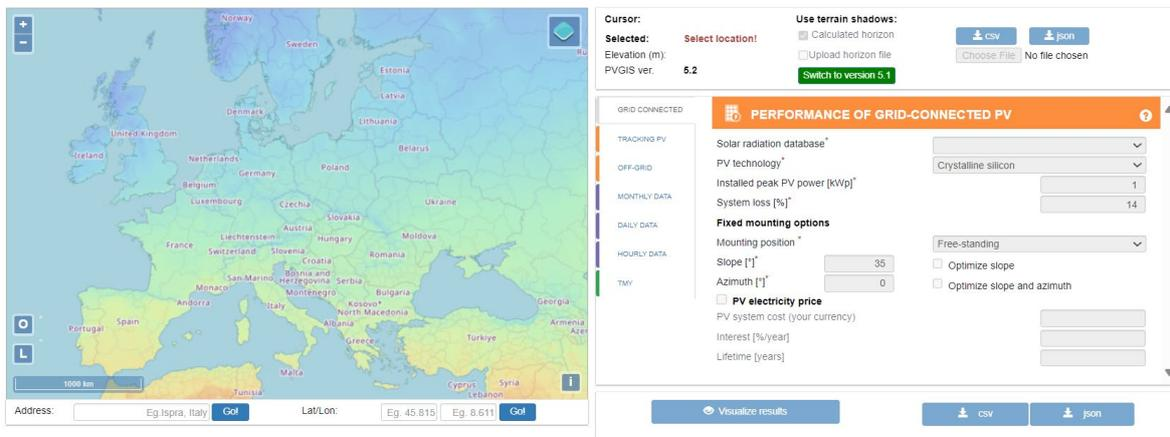 +
−
Norway
Sweden
Ru
Estonia
Latvia
Denmark
Lithuania
United Kingdom
Ireland
Belarus
Netherlands
Poland
Germany
Belgium
Luxembourg
Czechia
Ukraine
Slovakia
Austria
Liechtenstein
Hungary
Moldova
France
Switzerland
Slovenia
Romania
Croatia
San Marino
Bosnia and
Herzegovina
Serbia
Monaco
Montenegro
Bulgaria
Andorra
Italy
Kosovo*
Georgia
North Macedonia
Albania
Spain
Portugal
Armenia
Azer
Greece
Türkiye
Malta
Cyprus
Syria
Lebanon
Tunisia
O
L
1000 km
i
Address:
Eg.Ispra, Italy
Go!
Lat/Lon:
Eg. 45.815
Eg. 8.611
Go!
Cursor:
Selected:
Select location!
Elevation (m):
PVGIS ver.
5.2
Use terrain shadows:
Calculated horizon
csv
json
Upload horizon file
Choose File
No file chosen
Switch to version 5.1
GRID CONNECTED
TRACKING PV
OFF-GRID
MONTHLY DATA
DAILY DATA
HOURLY DATA
TMY
PERFORMANCE OF GRID-CONNECTED PV
?
Solar radiation database*
PV technology*
Crystalline silicon
Installed peak PV power [kWp]*
1
System loss [%]*
14
Fixed mounting options
Mounting position *
Free-standing
Slope [°]*
35
Optimize slope
Azimuth [°]*
0
Optimize slope and azimuth
PV electricity price
PV system cost (your currency)
Interest [%/year]
Lifetime [years]
Visualize results
csv
json